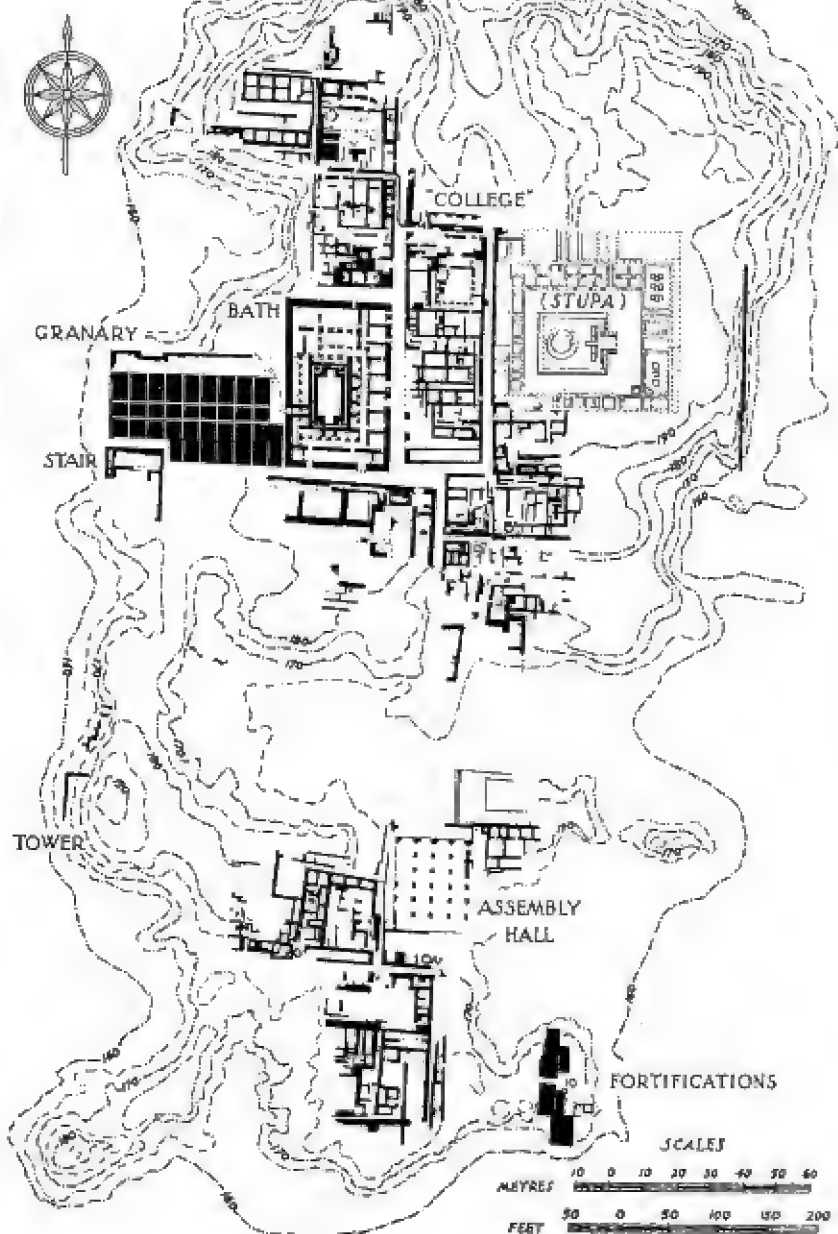 "COLLEGE"
(STUPA)
BATH
GRANARY
STAIR
TOWER
ASSEMBLY
HALL
FORTIFICATIONS
SCALES
METRES 10 0 10 20 30 40 50 60
FEET 50 0 50 100 150 200